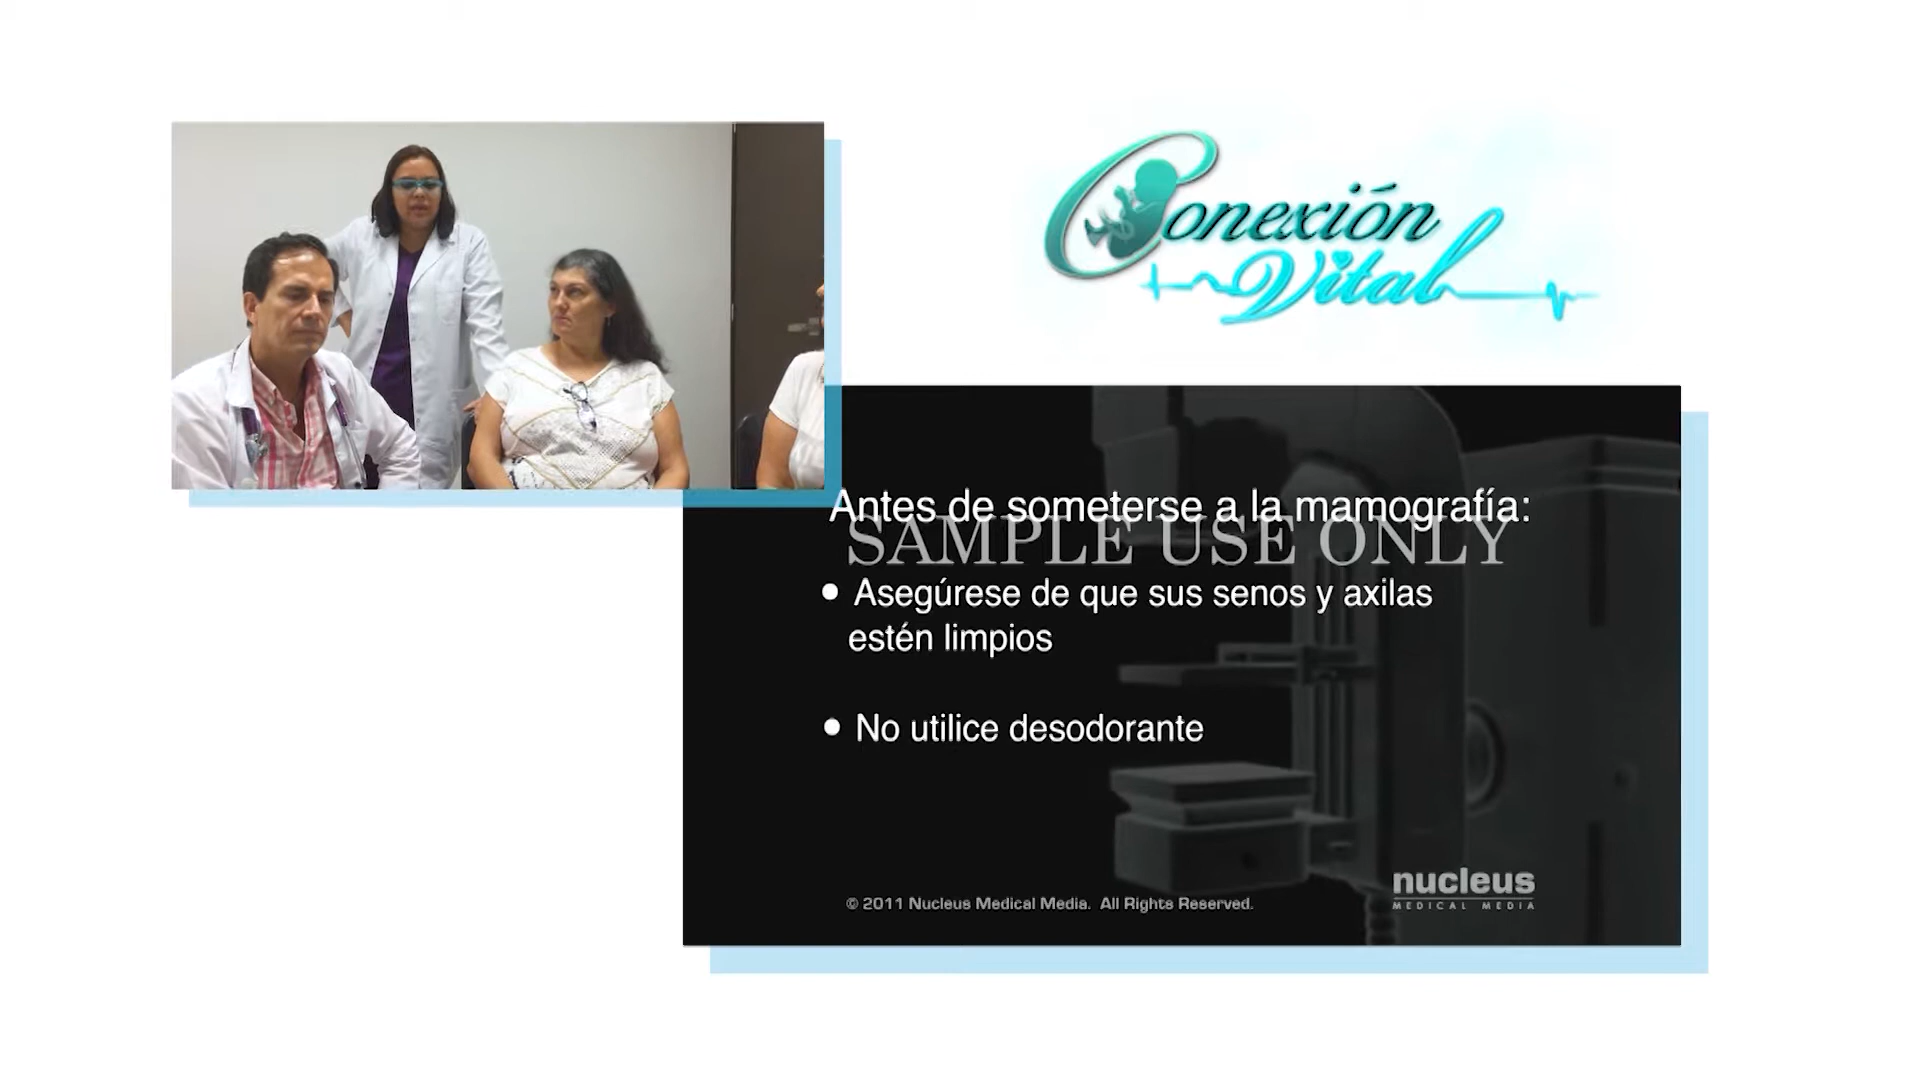 Conexión
Vital
Antes de someterse a la mamografía:
SAMPLE USE ONLY
• Asegúrese de que sus senos y axilas
estén limpios
• No utilice desodorante
© 2011 Nucleus Medical Media. All Rights Reserved.
nucleus
MEDICAL MEDIA